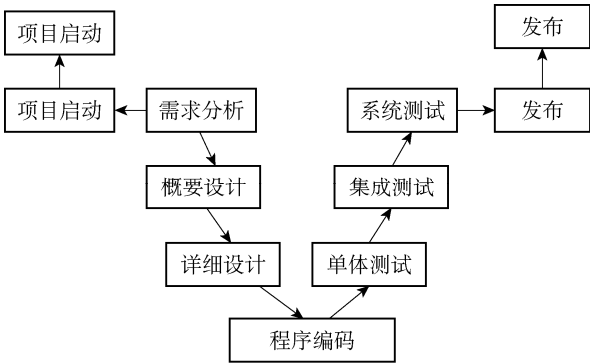 项目启动
发布
项目启动
需求分析
系统测试
发布
概要设计
集成测试
详细设计
单体测试
程序编码